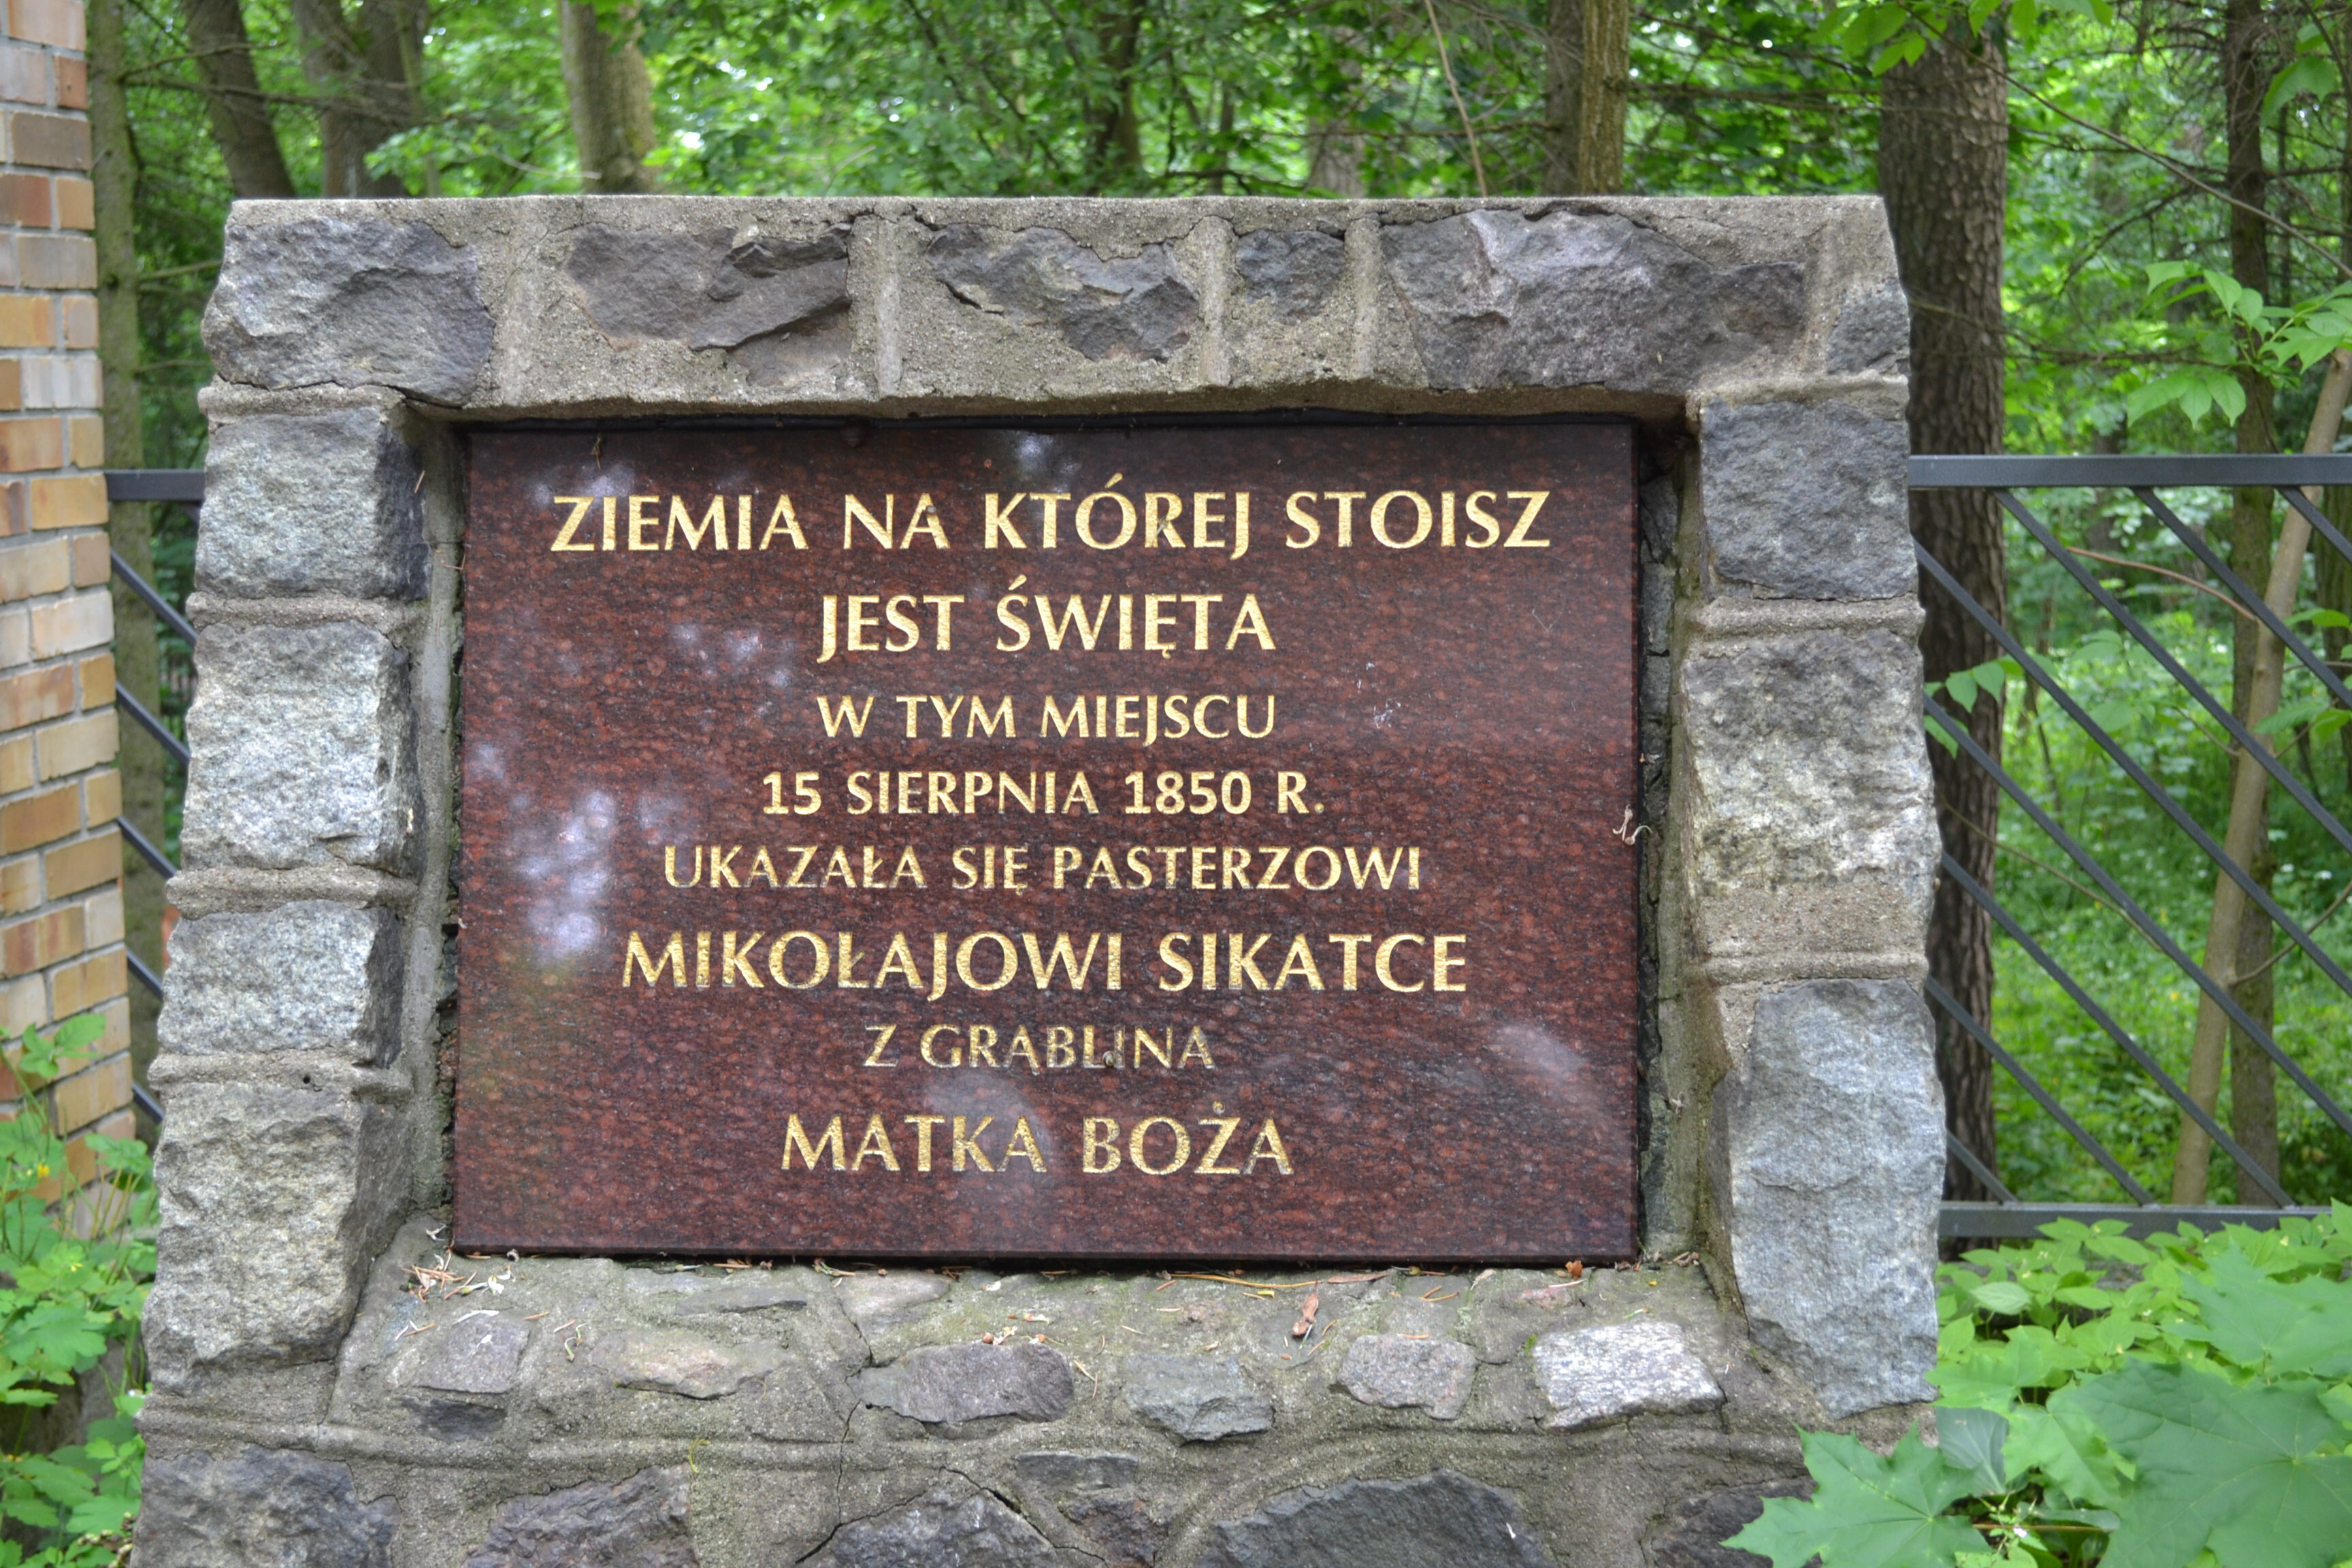 ZIEMIA NA KTÓREJ STOISZ
JEST ŚWIĘTA
W TYM MIEJSCU
15 SIERPNIA 1850 R.
UKAZAŁA SIĘ PASTERZOWI
MIKOŁAJOWI SIKATCE
Z GRĄBLINA
MATKA BOŻA